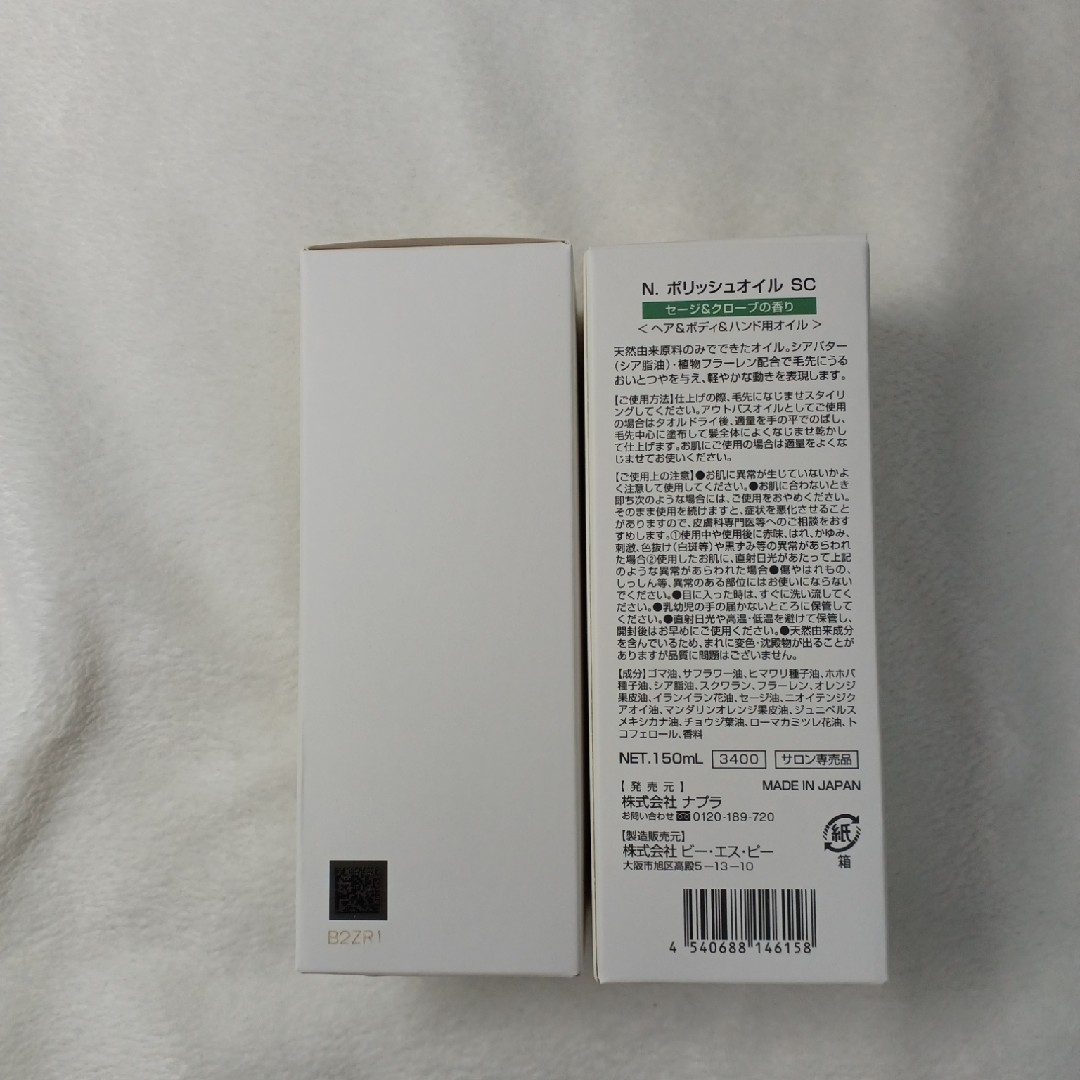 B2ZR1
N. ポリッシュオイル SC
セージ&クローブの香り
<ヘア&ボディ&ハンド用オイル>
天然由来原料のみでできたオイル。シアバター
(シア脂油)・植物フラーレン配合で毛先にうる
おいとつやを与え、軽やかな動きを表現します。
【ご使用方法】仕上げの際、毛先になじませスタイリ
ングしてください。アウトバスオイルとしてご使用
の場合はタオルドライ後、適量を手の平でのばし、
毛先中心に塗布して髪全体によくなじませ乾かし
て仕上げます。お肌にご使用の場合は適量をよくな
じませてお使いください。
【ご使用上の注意】●お肌に異常が生じていないかよ
く注意して使用してください。●お肌に合わないとき
即ち次のような場合には、ご使用をおやめください。
そのまま使用を続けますと、症状を悪化させること
がありますので、皮膚科専門医等へのご相談をおす
すめします。①使用中や使用後に赤味、はれ、かゆみ、
刺激、色抜け(白斑等)や黒ずみ等の異常があらわれ
た場合②使用したお肌に、直射日光があたって上記
のような異常があらわれた場合●傷やはれもの、
しっしん等、異常のある部位にはお使いにならない
でください。●目に入った時は、すぐに洗い流してく
ださい。●乳幼児の手の届かないところに保管して
ください。●直射日光や高温・低温を避けて保管し、
開封後はお早めにご使用ください。●天然由来成分
を含んでいるため、まれに変色・沈殿物が出ることが
ありますが品質に問題はございません。
【成分】ゴマ油、サフラワー油、ヒマワリ種子油、ホホバ
種子油、シア脂油、スクワラン、フラーレン、オレンジ
果皮油、イランイラン花油、セージ油、ニオイテンジク
アオイ油、マンダリンオレンジ果皮油、ジュニペルス
メキシカナ油、チョウジ葉油、ローマカミツレ花油、ト
コフェロール、香料
NET.150mL 3400 サロン専売品
【発売元】 MADE IN JAPAN
株式会社 ナプラ
お問い合わせ☎0120-189-720
【製造販売元】
株式会社 ビー・エス・ピー
大阪市旭区高殿5-13-10
紙
箱
4 540688 146158